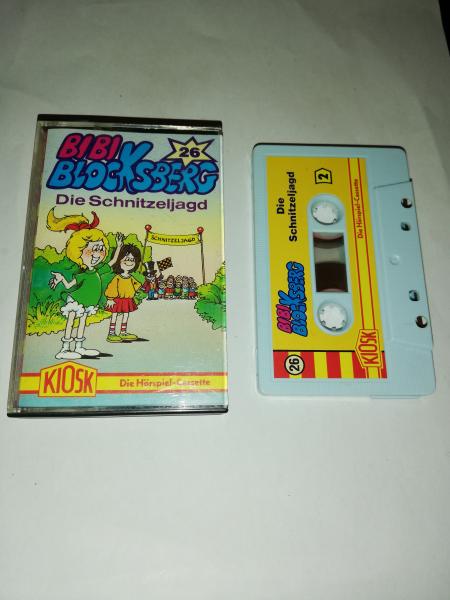 BIBI
BLOCKSBERG
26
Die Schnitzeljagd
SCHNITZELJAGD
KIOSK
Die Hörspiel-Cassette
Die
Schnitzeljagd
2
Die Hörspiel-Cassette
BIBI
BLOCKSBERG
26
KIOSK